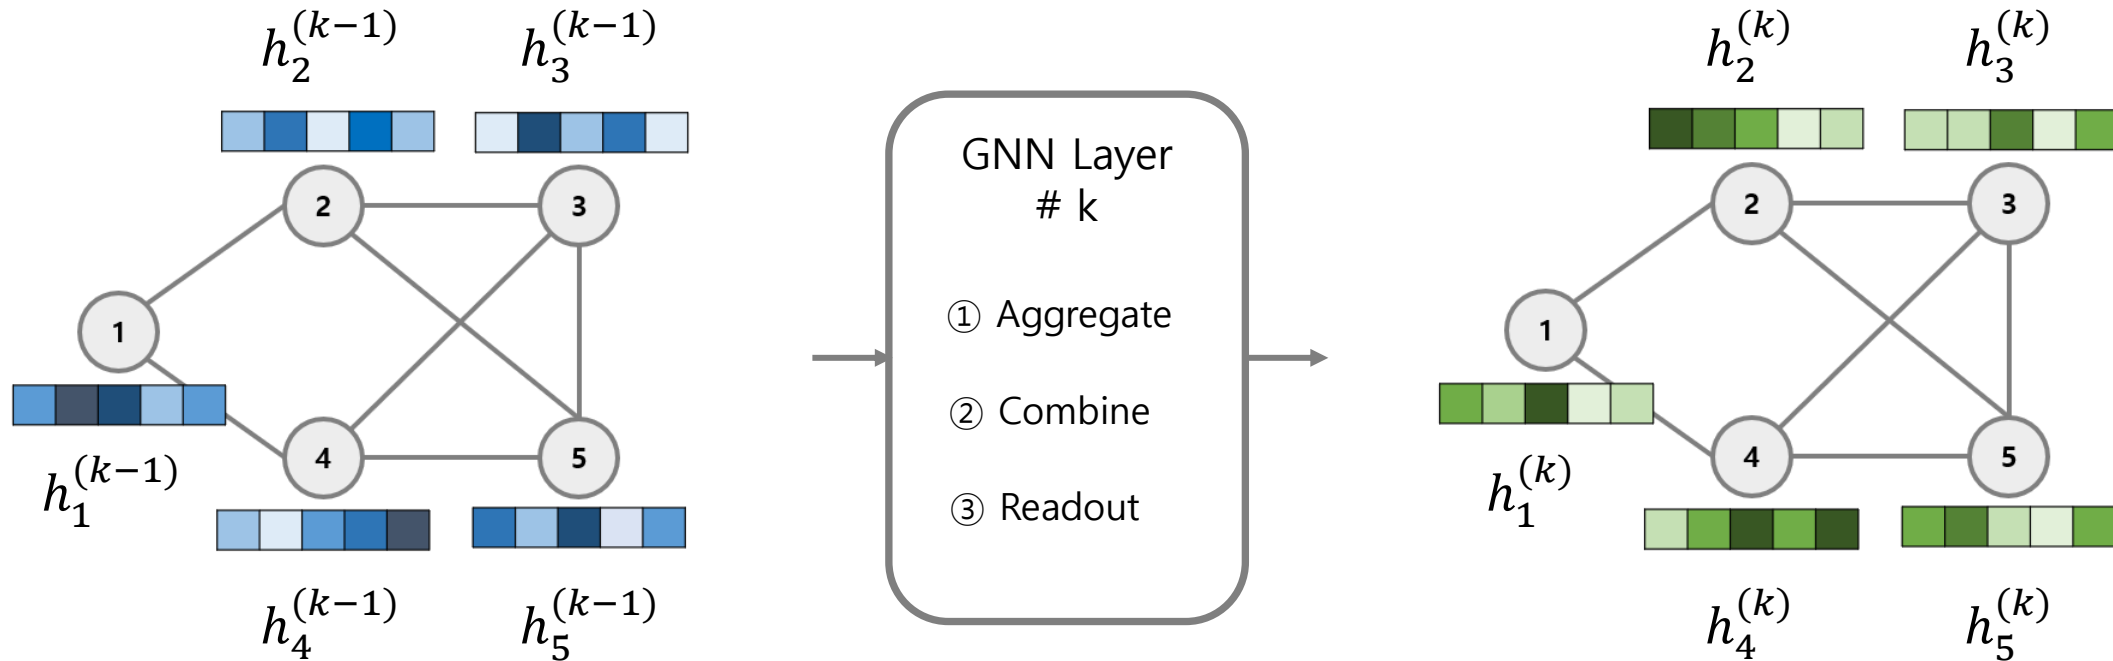 h_2^{(k−1)} h_3^{(k−1)}
2 3
1
h_1^{(k−1)}
4 5
h_4^{(k−1)} h_5^{(k−1)}
GNN Layer
# k
① Aggregate
② Combine
③ Readout
h_2^{(k)} h_3^{(k)}
2 3
1
h_1^{(k)}
4 5
h_4^{(k)} h_5^{(k)}